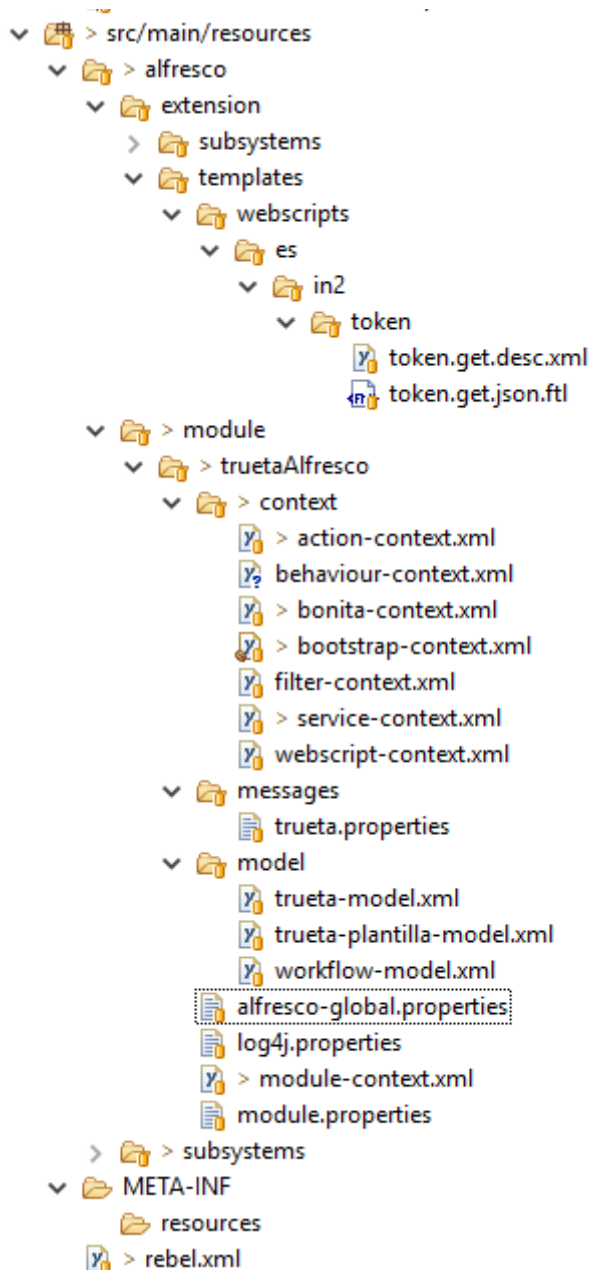 > src/main/resources
> alfresco
extension
subsystems
templates
webscripts
es
in2
token
token.get.desc.xml
token.get.json.ftl
> module
> truetaAlfresco
> context
> action-context.xml
behaviour-context.xml
> bonita-context.xml
> bootstrap-context.xml
filter-context.xml
> service-context.xml
webscript-context.xml
messages
trueta.properties
model
trueta-model.xml
trueta-plantilla-model.xml
workflow-model.xml
alfresco-global.properties
log4j.properties
> module-context.xml
module.properties
> subsystems
META-INF
resources
> rebel.xml